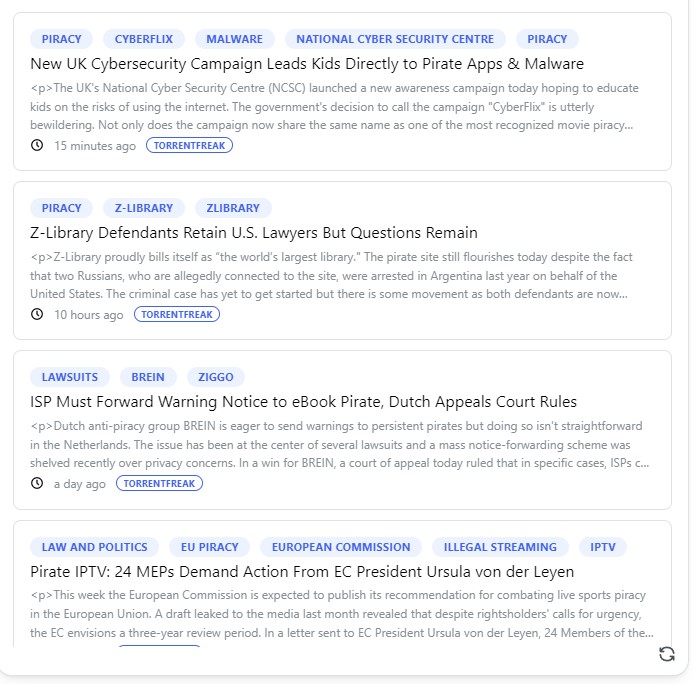 PIRACY CYBERFLIX MALWARE NATIONAL CYBER SECURITY CENTRE PIRACY
New UK Cybersecurity Campaign Leads Kids Directly to Pirate Apps & Malware
<p>The UK's National Cyber Security Centre (NCSC) launched a new awareness campaign today hoping to educate
kids on the risks of using the internet. The government's decision to call the campaign "CyberFlix" is utterly
bewildering. Not only does the campaign now share the same name as one of the most recognized movie piracy...
15 minutes ago TORRENTFREAK
PIRACY Z-LIBRARY ZLIBRARY
Z-Library Defendants Retain U.S. Lawyers But Questions Remain
<p>Z-Library proudly bills itself as "the world's largest library." The pirate site still flourishes today despite the fact
that two Russians, who are allegedly connected to the site, were arrested in Argentina last year on behalf of the
United States. The criminal case has yet to get started but there is some movement as both defendants are now...
10 hours ago TORRENTFREAK
LAWSUITS BREIN ZIGGO
ISP Must Forward Warning Notice to eBook Pirate, Dutch Appeals Court Rules
<p>Dutch anti-piracy group BREIN is eager to send warnings to persistent pirates but doing so isn't straightforward
in the Netherlands. The issue has been at the center of several lawsuits and a mass notice-forwarding scheme was
shelved recently over privacy concerns. In a win for BREIN, a court of appeal today ruled that in specific cases, ISPs c...
a day ago TORRENTFREAK
LAW AND POLITICS EU PIRACY EUROPEAN COMMISSION ILLEGAL STREAMING IPTV
Pirate IPTV: 24 MEPs Demand Action From EC President Ursula von der Leyen
<p>This week the European Commission is expected to publish its recommendation for combating live sports piracy
in the European Union. A draft leaked to the media last month revealed that despite rightsholders' calls for urgency,
the EC envisions a three-year review period. In a letter sent to EC President Ursula von der Leyen, 24 Members of the...